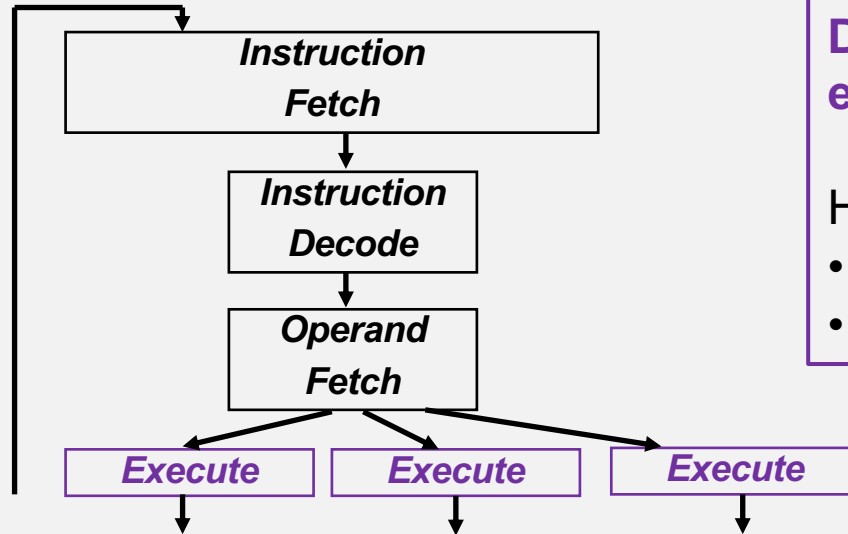 Instruction
Fetch
Instruction
Decode
Operand
Fetch
Execute
Execute
Execute
D
e
H
•
•